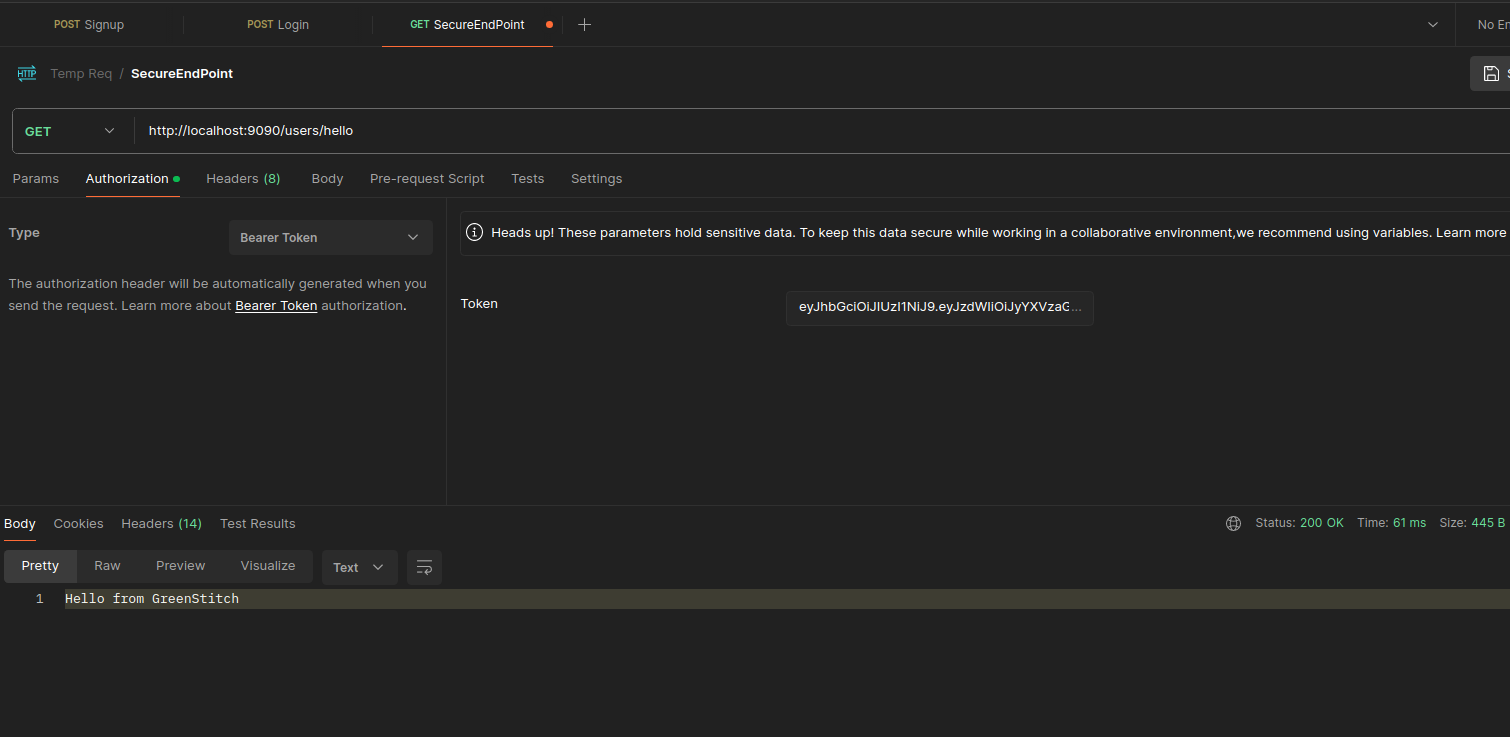 POST Signup POST Login GET SecureEndPoint No En
HTTP Temp Req / SecureEndPoint
GET http://localhost:9090/users/hello
Params Authorization Headers (8) Body Pre-request Script Tests Settings
Type Bearer Token
Heads up! These parameters hold sensitive data. To keep this data secure while working in a collaborative environment,we recommend using variables. Learn more
The authorization header will be automatically generated when you
send the request. Learn more about Bearer Token authorization.
Token eyJhbGciOiJIUzI1NiJ9.eyJzdWIiOiJyYXVzaG...
Body Cookies Headers (14) Test Results Status: 200 OK Time: 61 ms Size: 445 B
Pretty Raw Preview Visualize Text
1 Hello from GreenStitch